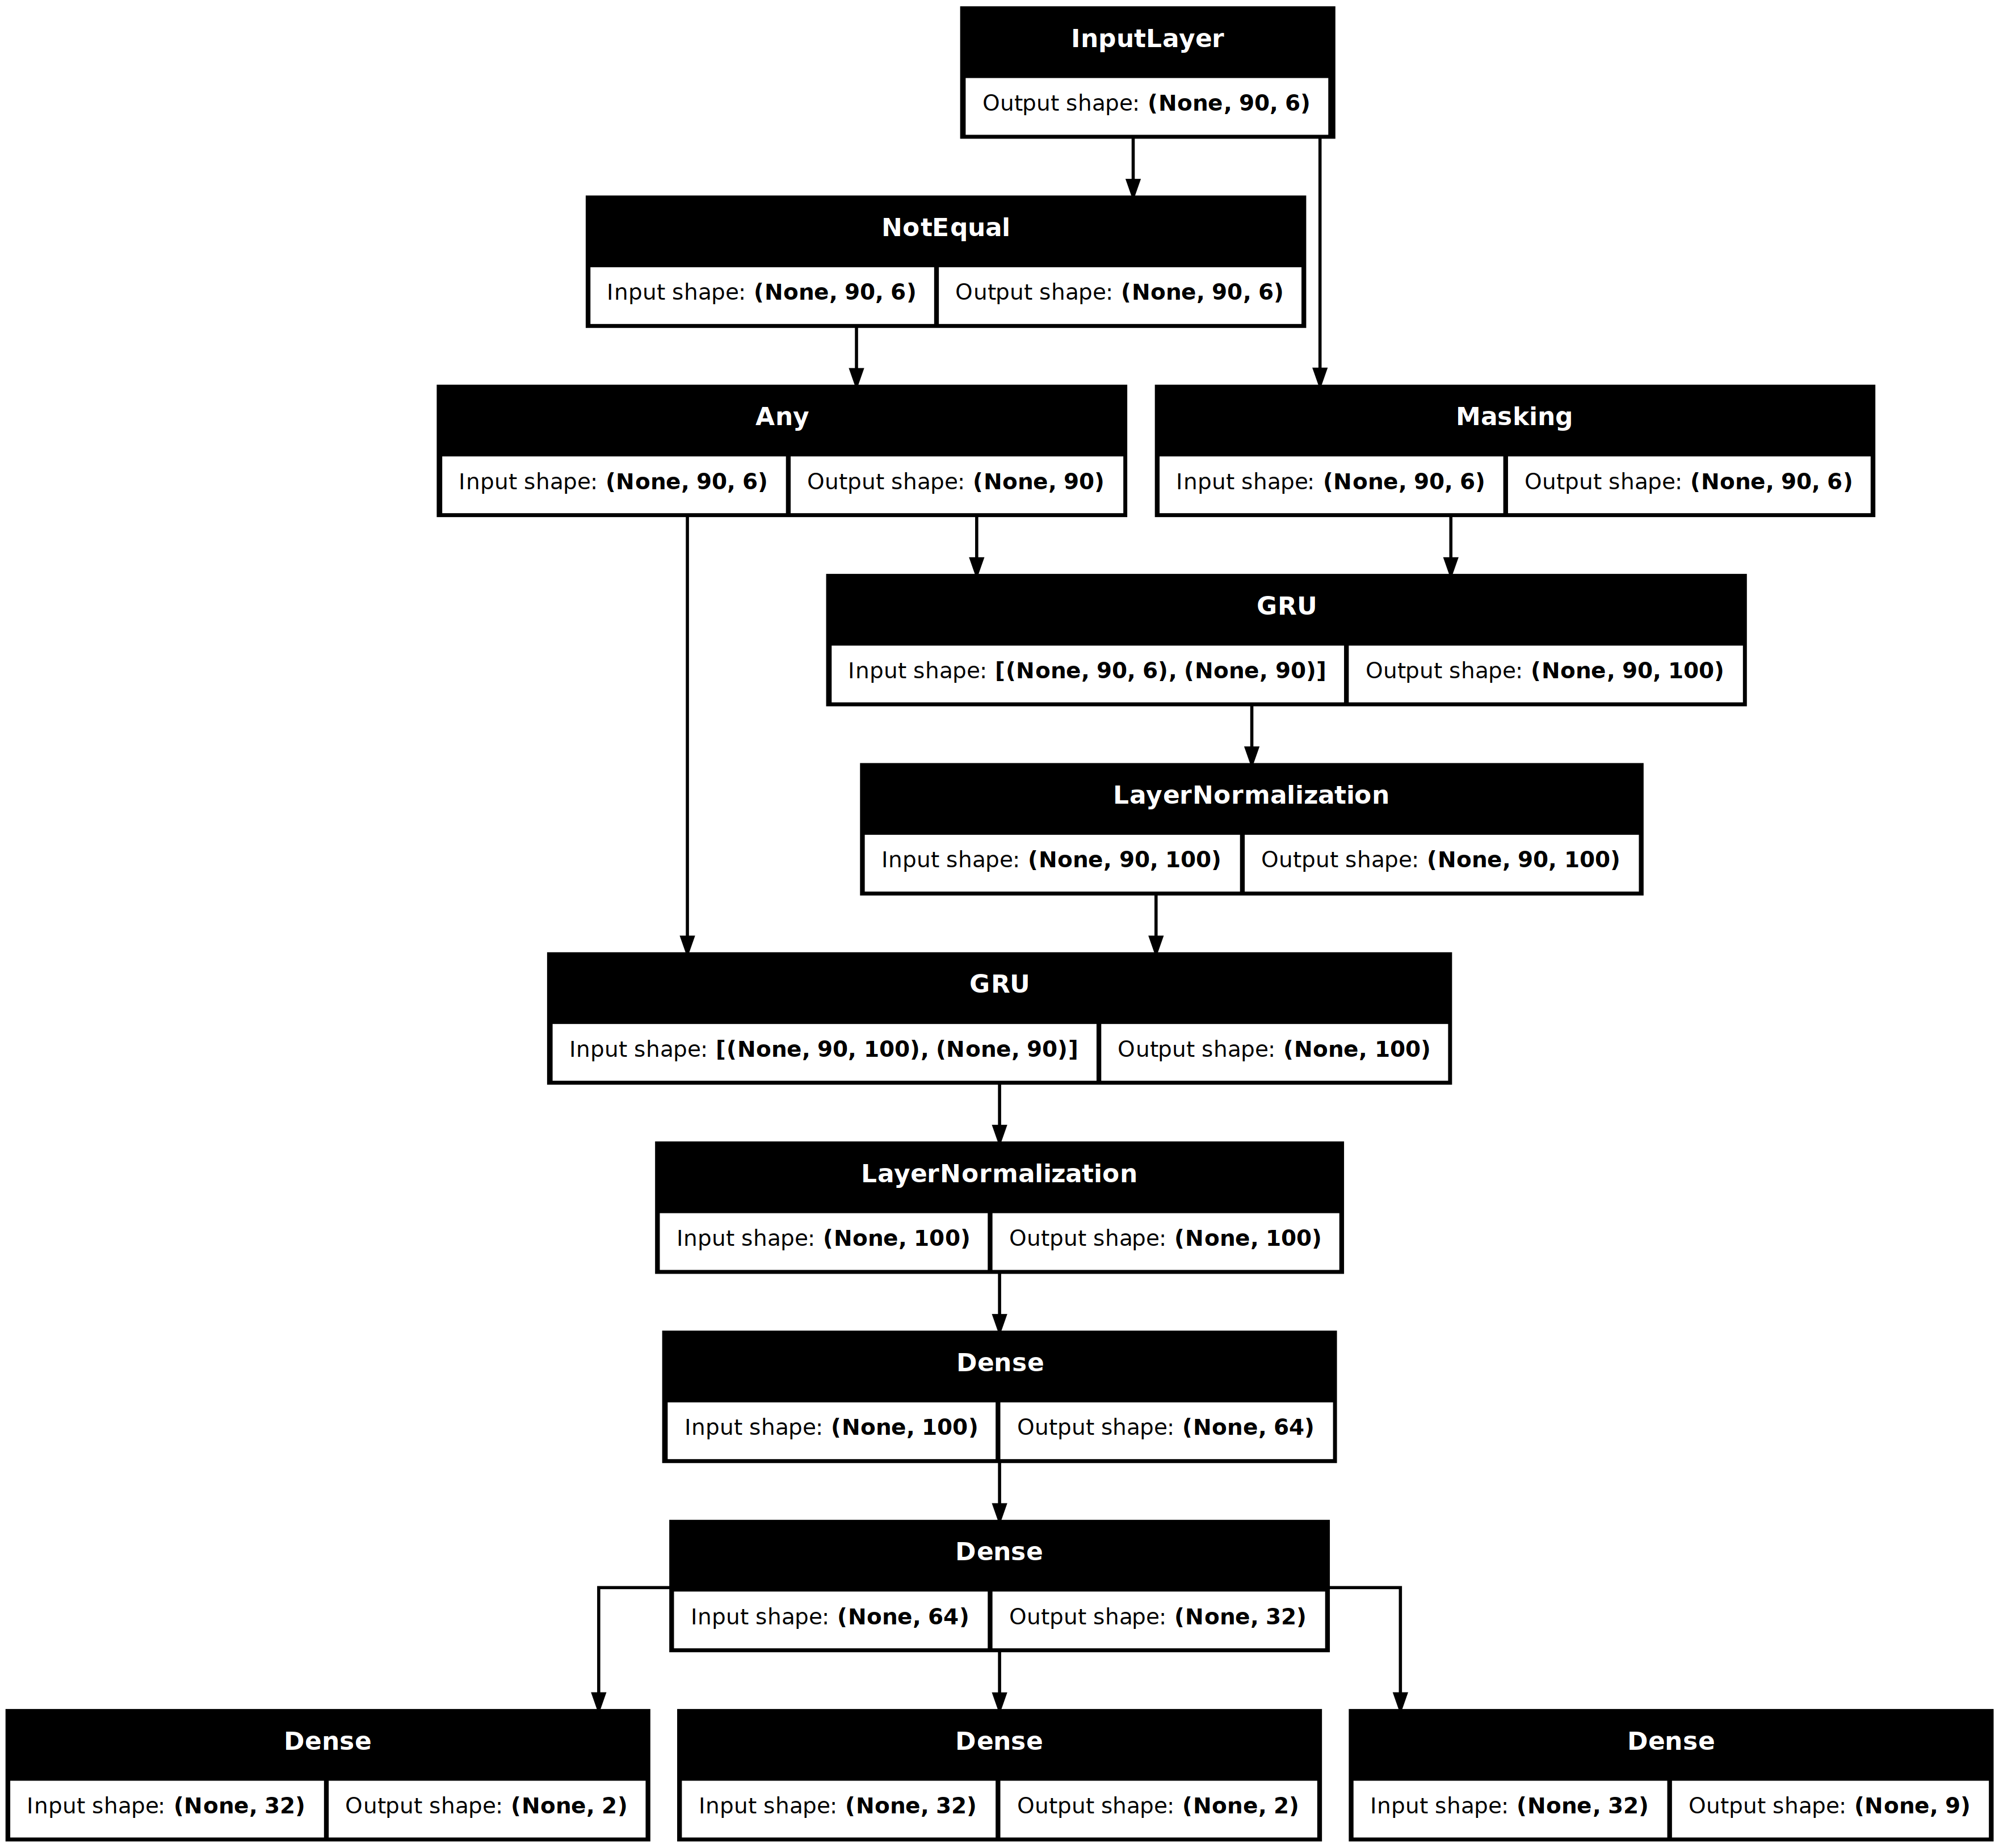 InputLayer
Output shape: (None, 90, 6)
NotEqual
Input shape: (None, 90, 6) Output shape: (None, 90, 6)
Any
Input shape: (None, 90, 6) Output shape: (None, 90)
Masking
Input shape: (None, 90, 6) Output shape: (None, 90, 6)
GRU
Input shape: [(None, 90, 6), (None, 90)] Output shape: (None, 90, 100)
LayerNormalization
Input shape: (None, 90, 100) Output shape: (None, 90, 100)
GRU
Input shape: [(None, 90, 100), (None, 90)] Output shape: (None, 100)
LayerNormalization
Input shape: (None, 100) Output shape: (None, 100)
Dense
Input shape: (None, 100) Output shape: (None, 64)
Dense
Input shape: (None, 64) Output shape: (None, 32)
Dense
Input shape: (None, 32) Output shape: (None, 2)
Dense
Input shape: (None, 32) Output shape: (None, 2)
Dense
Input shape: (None, 32) Output shape: (None, 9)